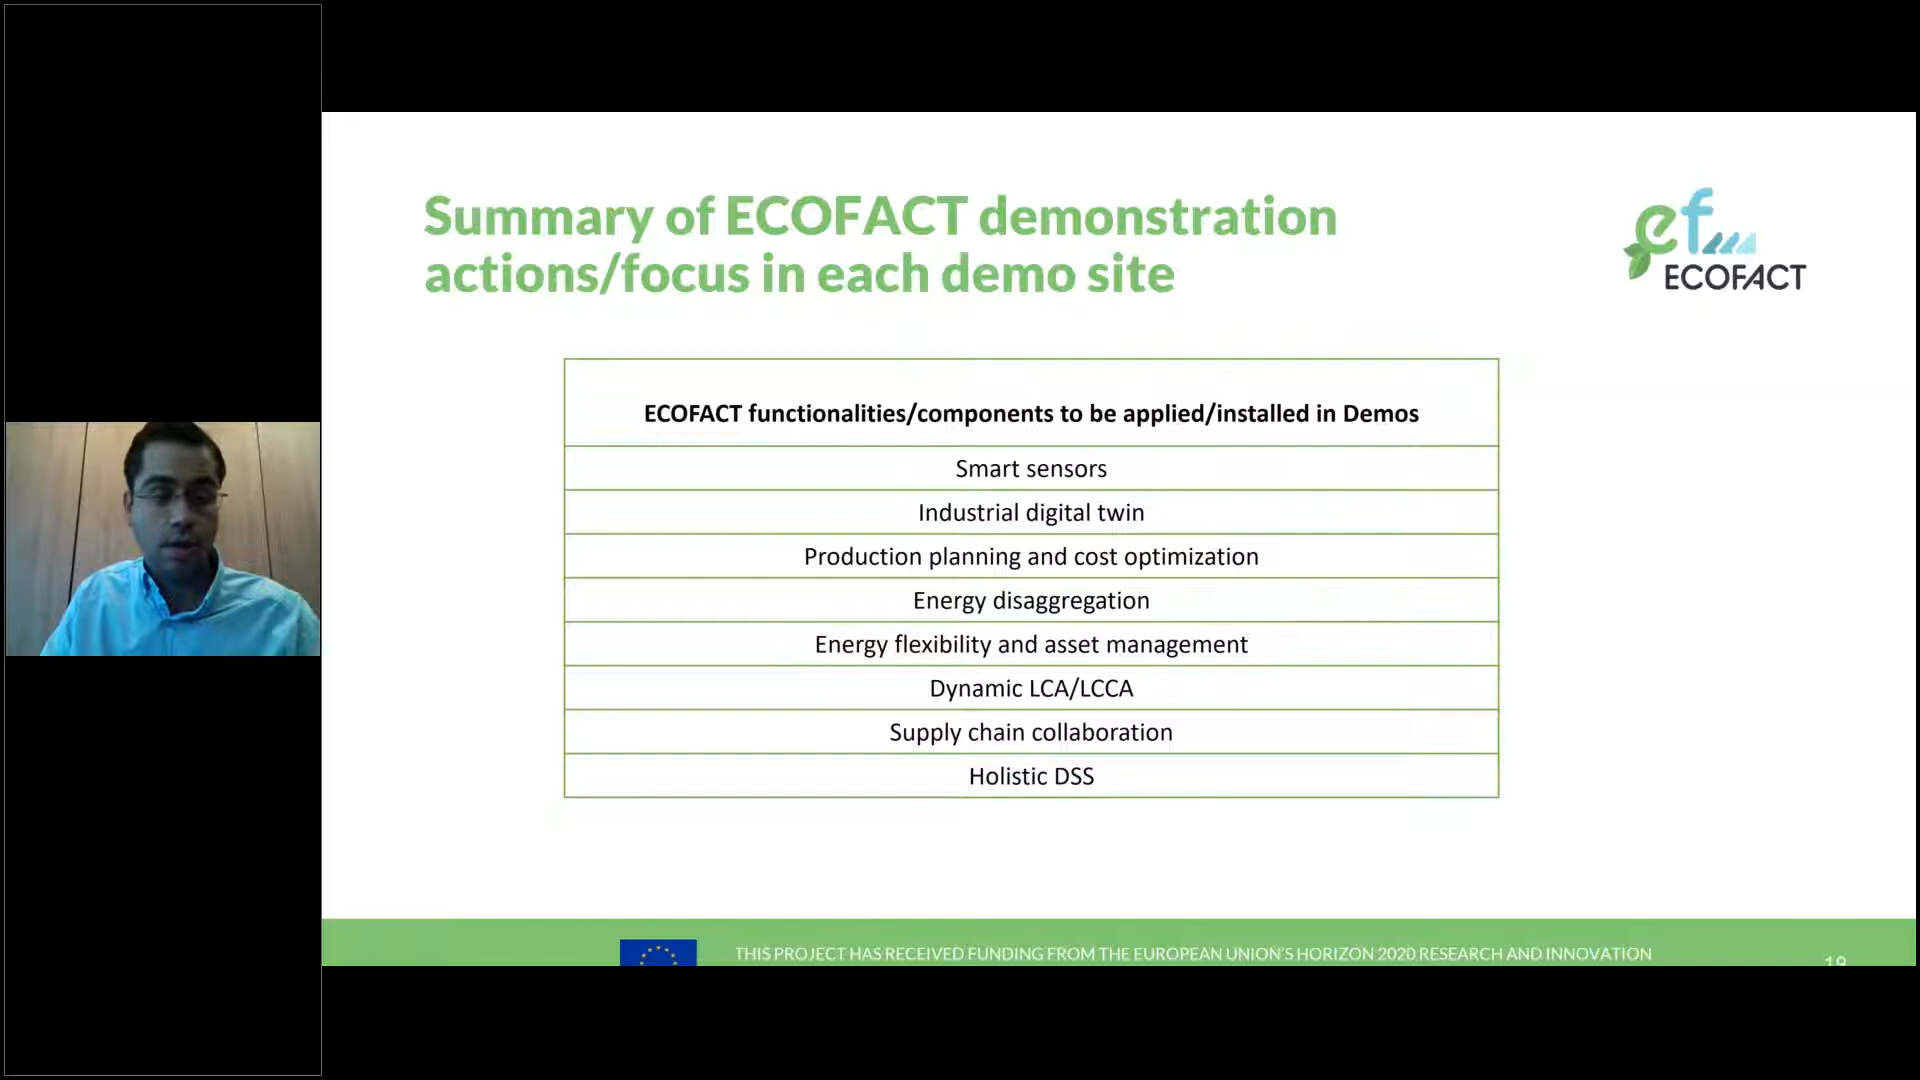 Summary of ECOFACT demonstration
actions/focus in each demo site
ef
ECOFACT
ECOFACT functionalities/components to be applied/installed in Demos
Smart sensors
Industrial digital twin
Production planning and cost optimization
Energy disaggregation
Energy flexibility and asset management
Dynamic LCA/LCCA
Supply chain collaboration
Holistic DSS
THIS PROJECT HAS RECEIVED FUNDING FROM THE EUROPEAN UNION'S HORIZON 2020 RESEARCH AND INNOVATION
19